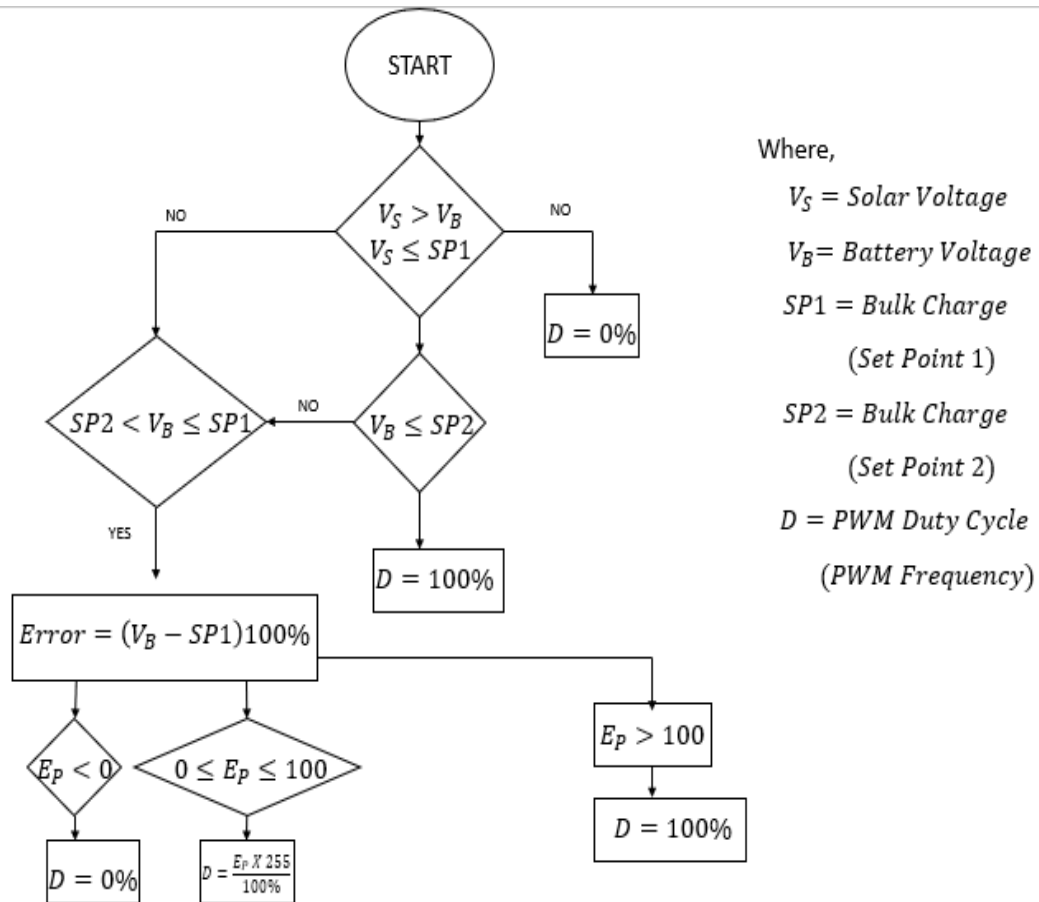 START
Where,
V_S = Solar Voltage
V_B= Battery Voltage
SP1 = Bulk Charge
(Set Point 1)
SP2 = Bulk Charge
(Set Point 2)
D = PWM Duty Cycle
(PWM Frequency)
V_S > V_B
V_S ≤ SP1
NO
NO
D = 0%
SP2 < V_B ≤ SP1
NO
V_B ≤ SP2
YES
D = 100%
Error = (V_B − SP1)100%
E_P < 0
0 ≤ E_P ≤ 100
E_P > 100
D = 0%
D = E_P X 255 / 100%
D = 100%